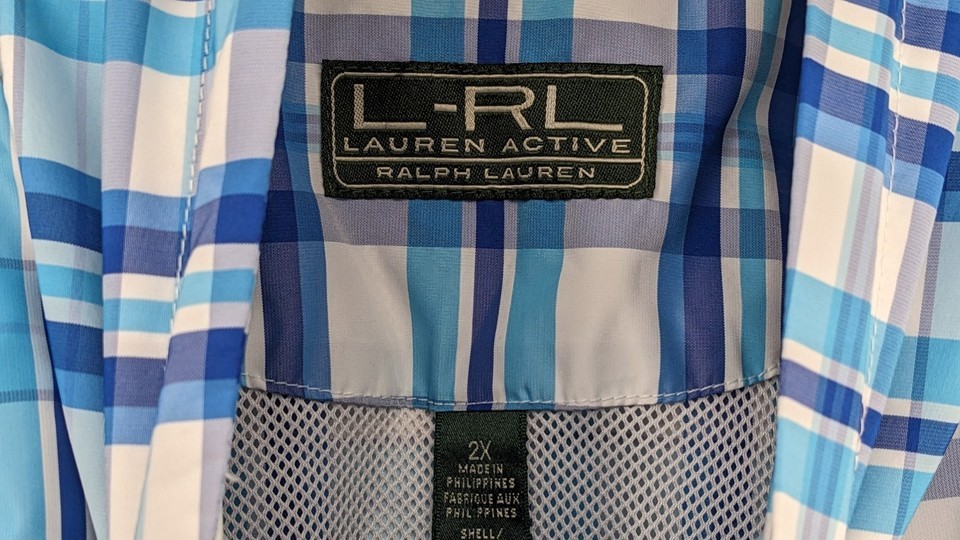 L-RL
LAUREN ACTIVE
RALPH LAUREN
2X
MADE IN
PHILIPPINES
FABRIQUE AUX
PHILIPPINES
SHELL/